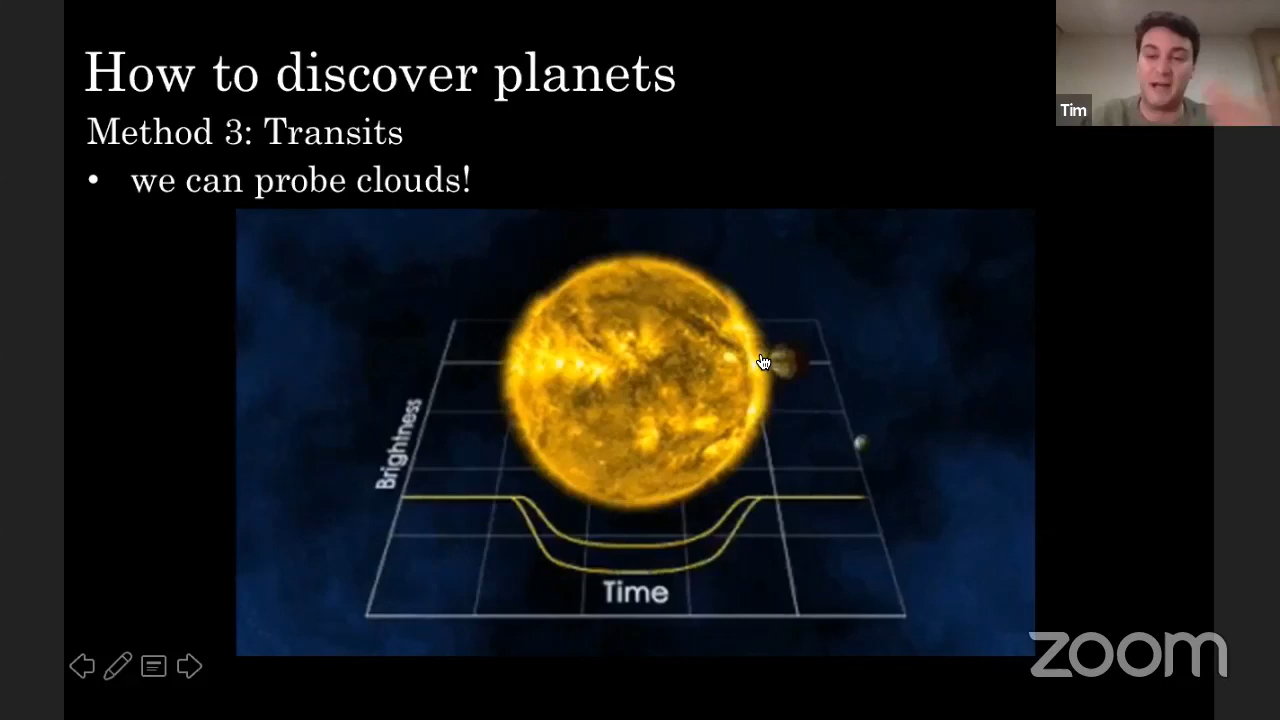 How to discover planets
Method 3: Transits
• we can probe clouds!
Tim
Brightness
Time
zoom